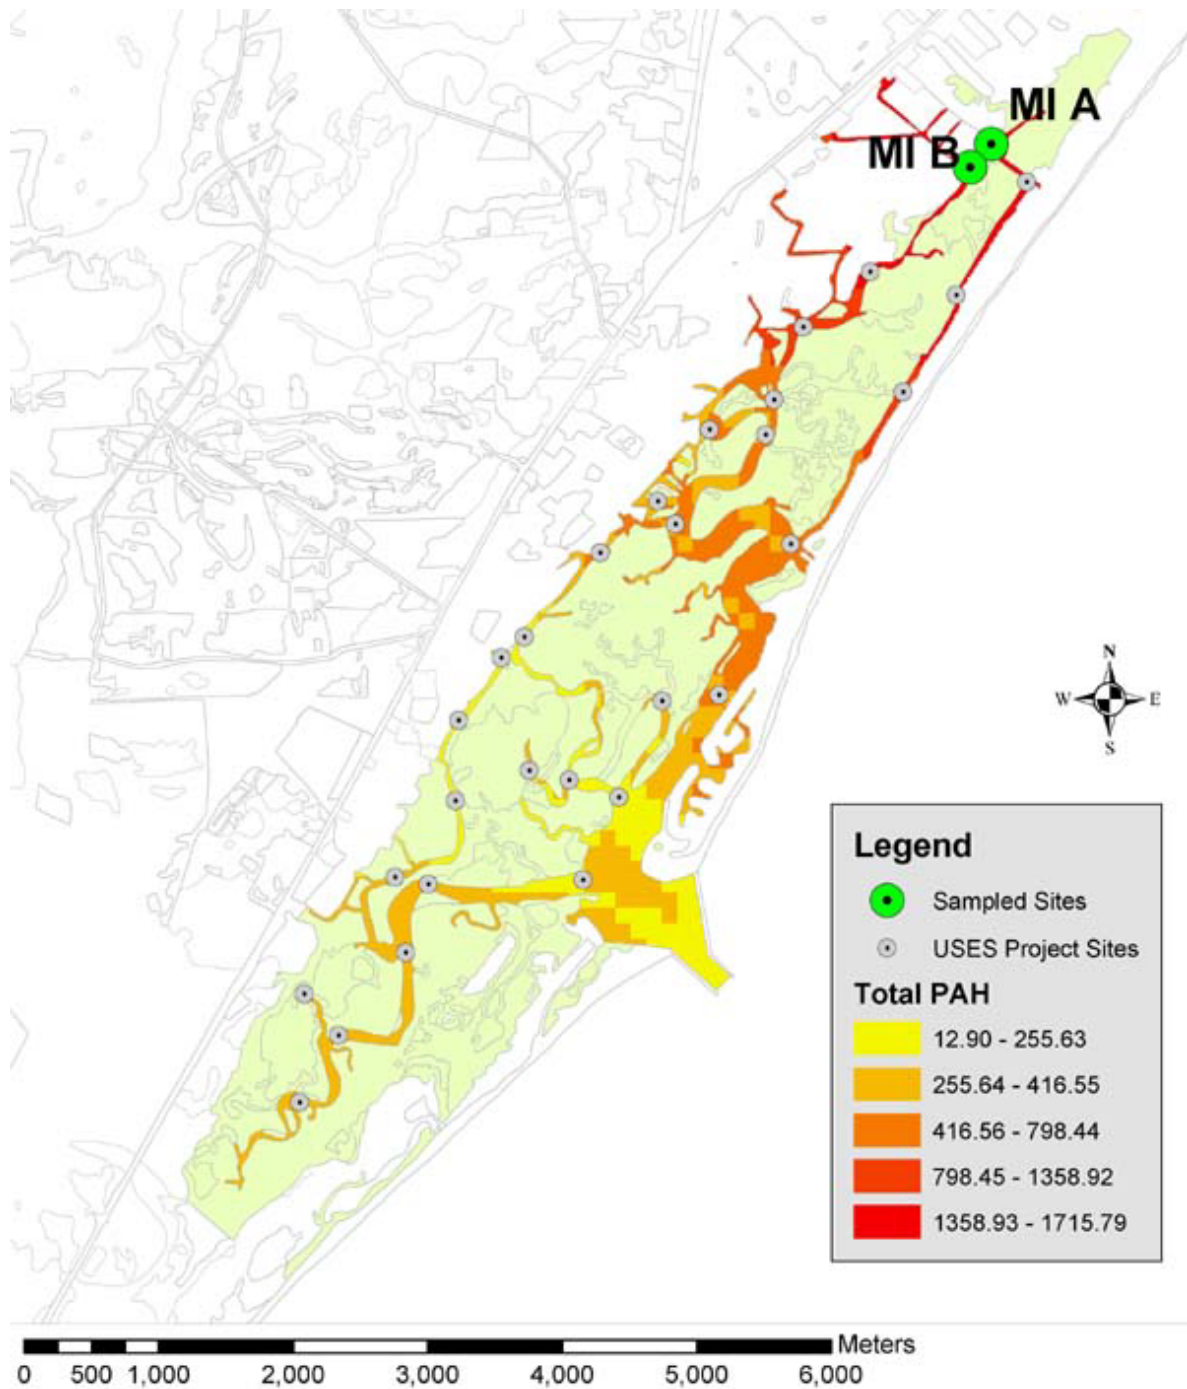 MI A
MI B
N
W E
S
Legend
Sampled Sites
USES Project Sites
Total PAH
12.90 - 255.63
255.64 - 416.55
416.56 - 798.44
798.45 - 1358.92
1358.93 - 1715.79
Meters
0 500 1,000 2,000 3,000 4,000 5,000 6,000